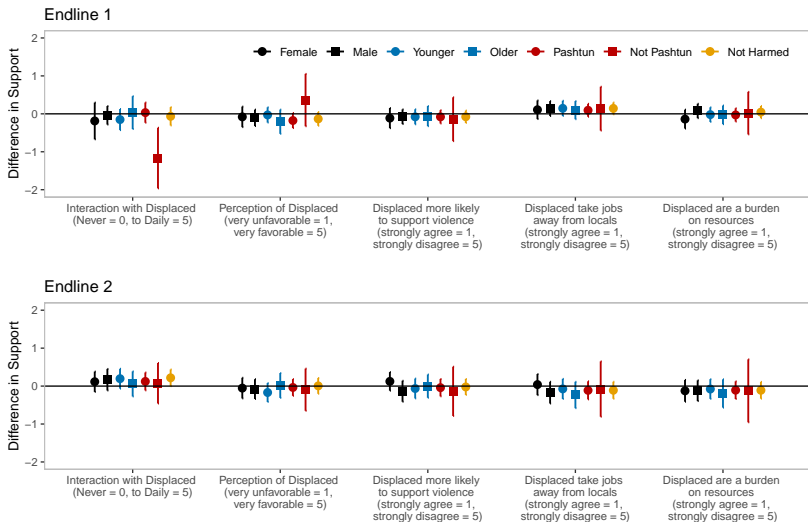 Endline 1
2
1
0
−1
−2
Difference in Support
Female Male Younger Older Pashtun Not Pashtun Not Harmed
Interaction with Displaced
(Never = 0, to Daily = 5)
Perception of Displaced
(very unfavorable = 1,
very favorable = 5)
Displaced more likely
to support violence
(strongly agree = 1,
strongly disagree = 5)
Displaced take jobs
away from locals
(strongly agree = 1,
strongly disagree = 5)
Displaced are a burden
on resources
(strongly agree = 1,
strongly disagree = 5)
Endline 2
2
1
0
−1
−2
Difference in Support
Interaction with Displaced
(Never = 0, to Daily = 5)
Perception of Displaced
(very unfavorable = 1,
very favorable = 5)
Displaced more likely
to support violence
(strongly agree = 1,
strongly disagree = 5)
Displaced take jobs
away from locals
(strongly agree = 1,
strongly disagree = 5)
Displaced are a burden
on resources
(strongly agree = 1,
strongly disagree = 5)